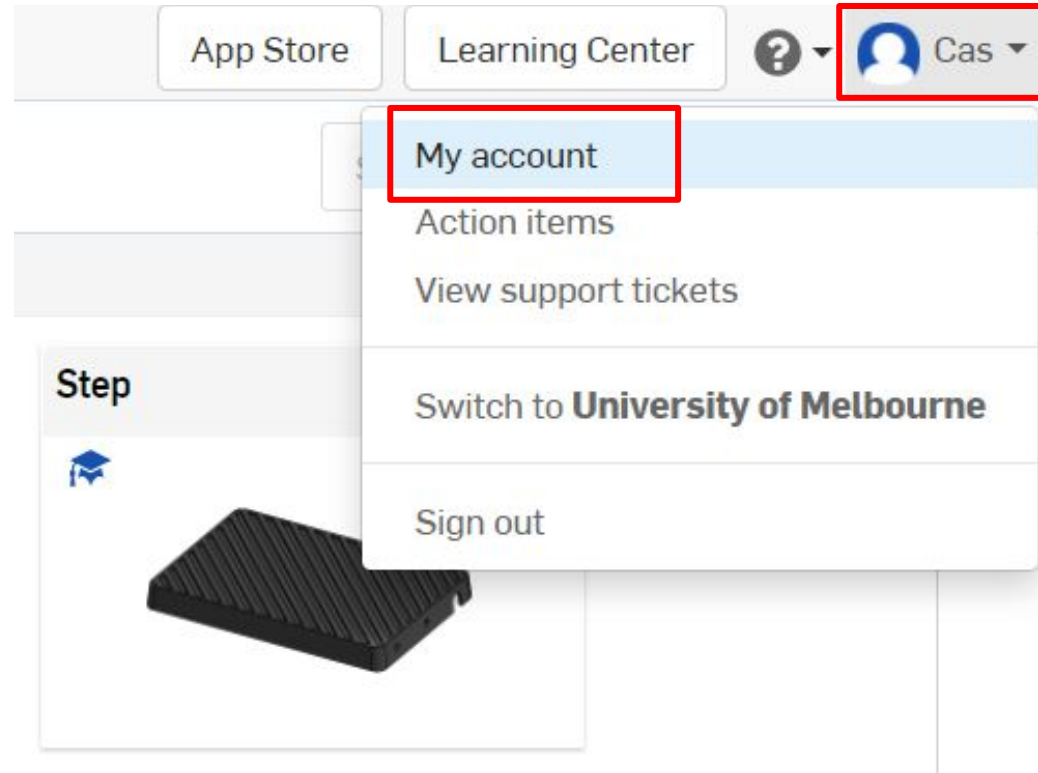 App Store
Learning Center
Cas
My account
Action items
View support tickets
Step
Switch to University of Melbourne
Sign out